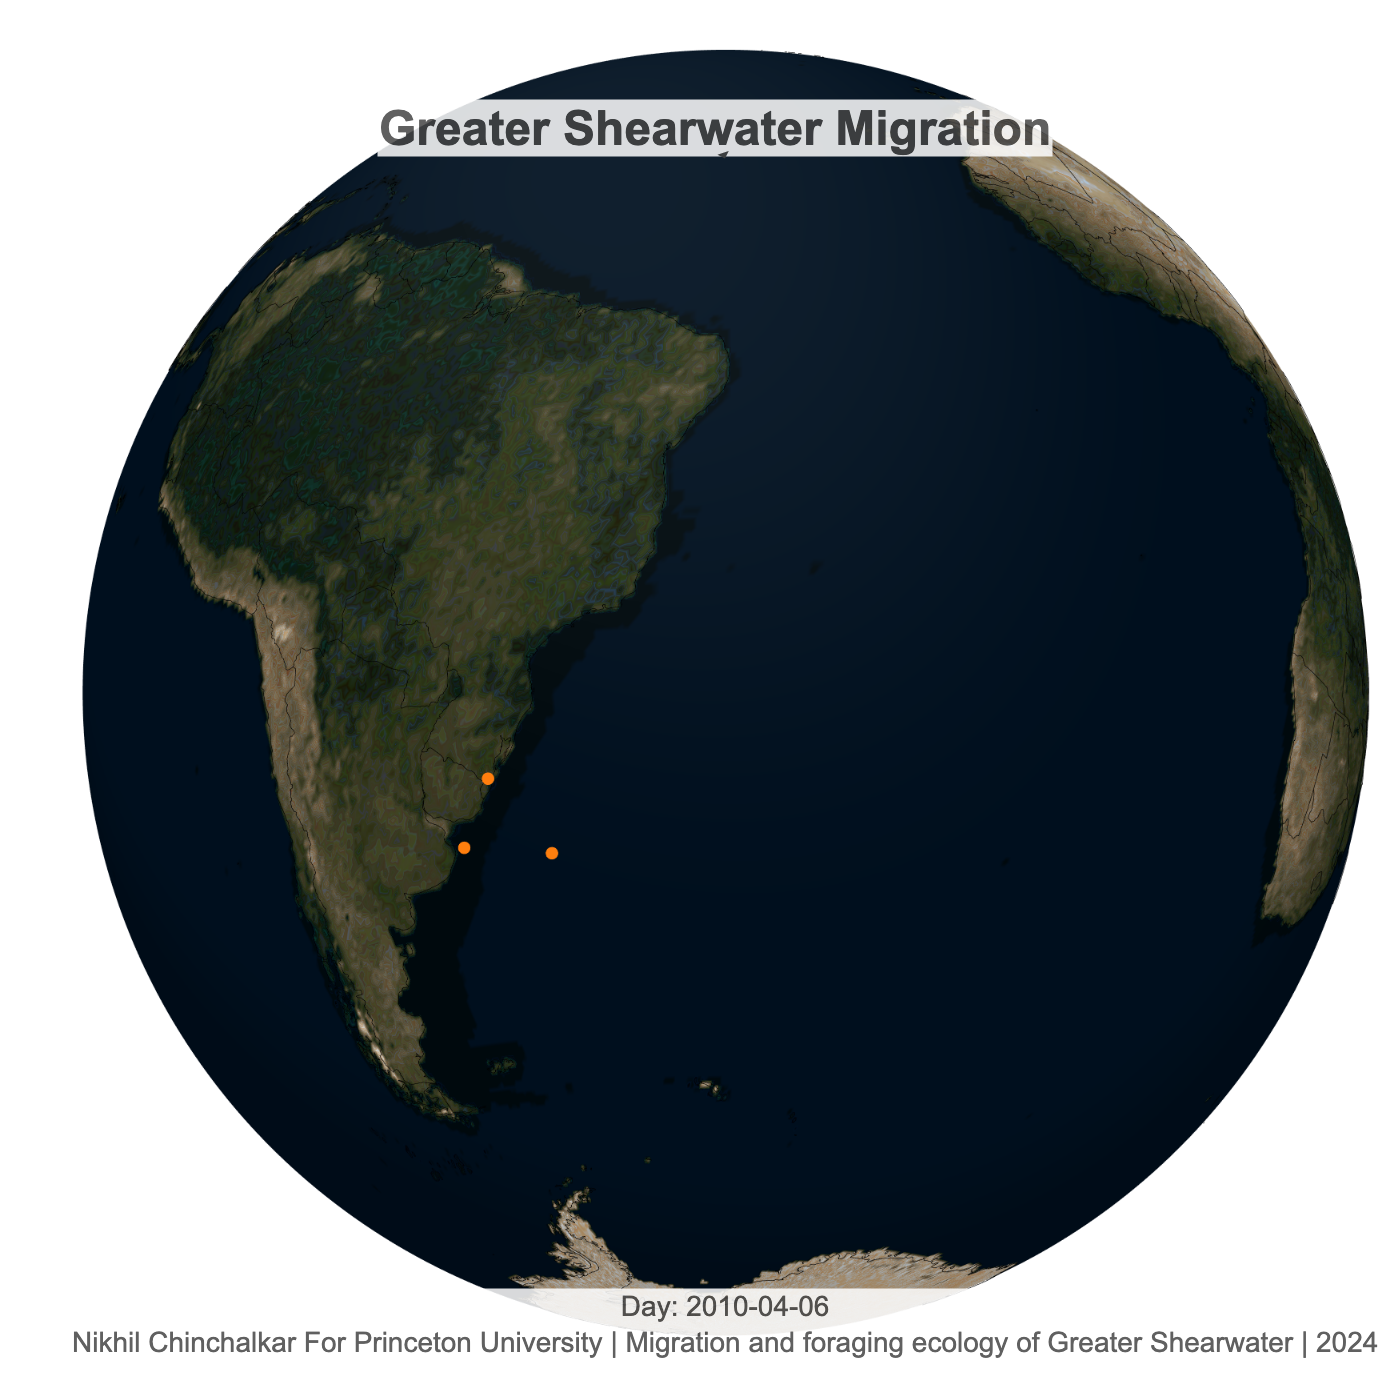 Greater Shearwater Migration
Day: 2010-04-06
Nikhil Chinchalkar For Princeton University | Migration and foraging ecology of Greater Shearwater | 2024